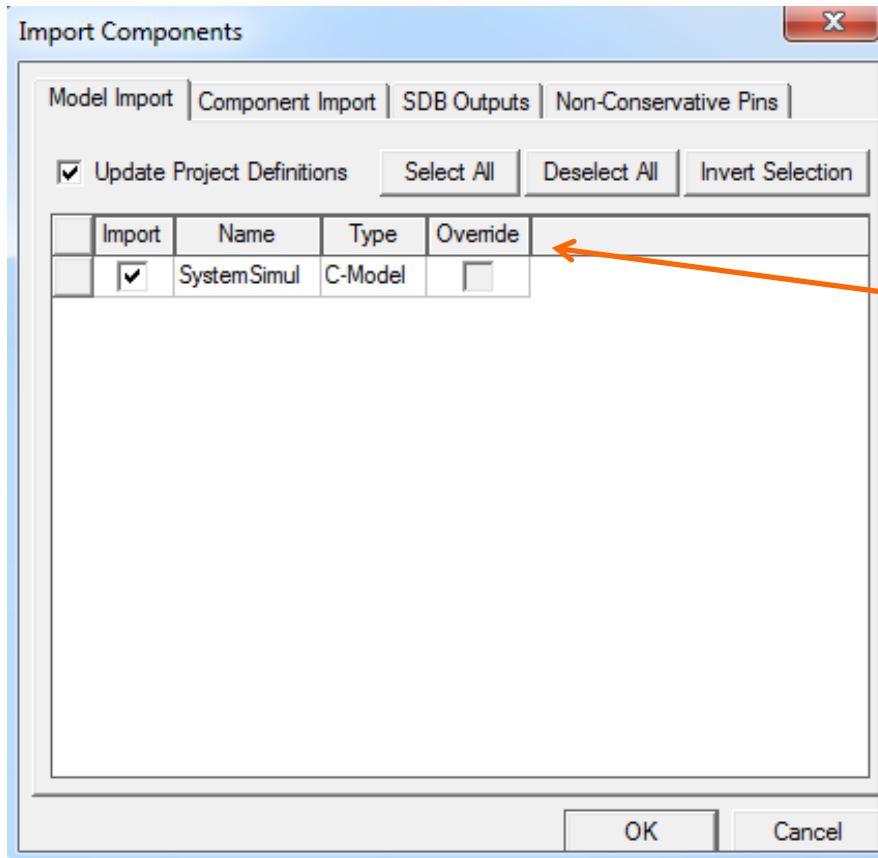 Import Components
Model Import Component Import SDB Outputs Non-Conservative Pins
Update Project Definitions Select All Deselect All Invert Selection
Import Name Type Override
SystemSimul C-Model
OK Cancel